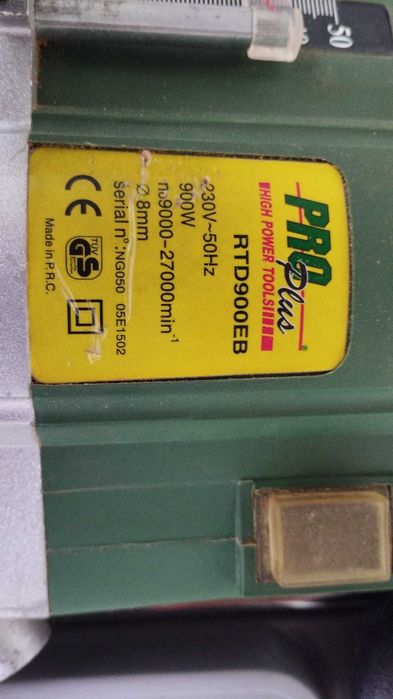 50
PRO
Plus
®
HIGH POWER TOOLS
RTD900EB
230V~50Hz
900W
n₀9000-27000min⁻¹
Ø 8mm
serial n°:NG050 05E1502
CE
TÜV
GS
Made in P.R.C.